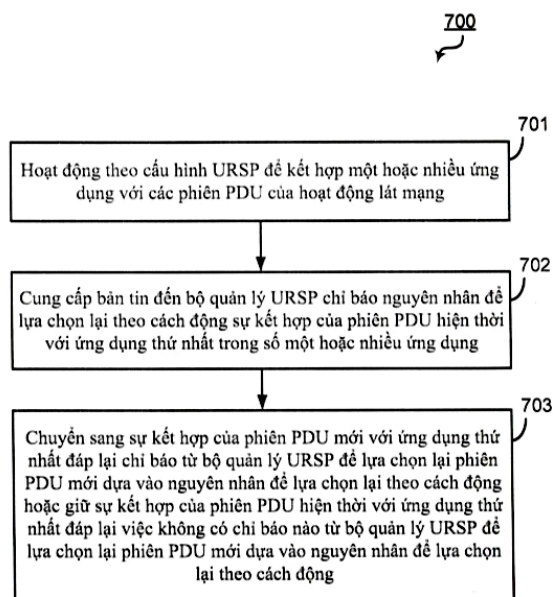 700
701
Hoạt động theo cấu hình URSP để kết hợp một hoặc nhiều ứng
dụng với các phiên PDU của hoạt động lát mạng
702
Cung cấp bản tin đến bộ quản lý URSP chỉ báo nguyên nhân để
lựa chọn lại theo cách động sự kết hợp của phiên PDU hiện thời
với ứng dụng thứ nhất trong số một hoặc nhiều ứng dụng
703
Chuyển sang sự kết hợp của phiên PDU mới với ứng dụng thứ
nhất đáp lại chỉ báo từ bộ quản lý URSP để lựa chọn lại phiên
PDU mới dựa vào nguyên nhân để lựa chọn lại theo cách động
hoặc giữ sự kết hợp của phiên PDU hiện thời với ứng dụng thứ
nhất đáp lại việc không có chỉ báo nào từ bộ quản lý URSP để
lựa chọn lại phiên PDU mới dựa vào nguyên nhân để lựa chọn
lại theo cách động